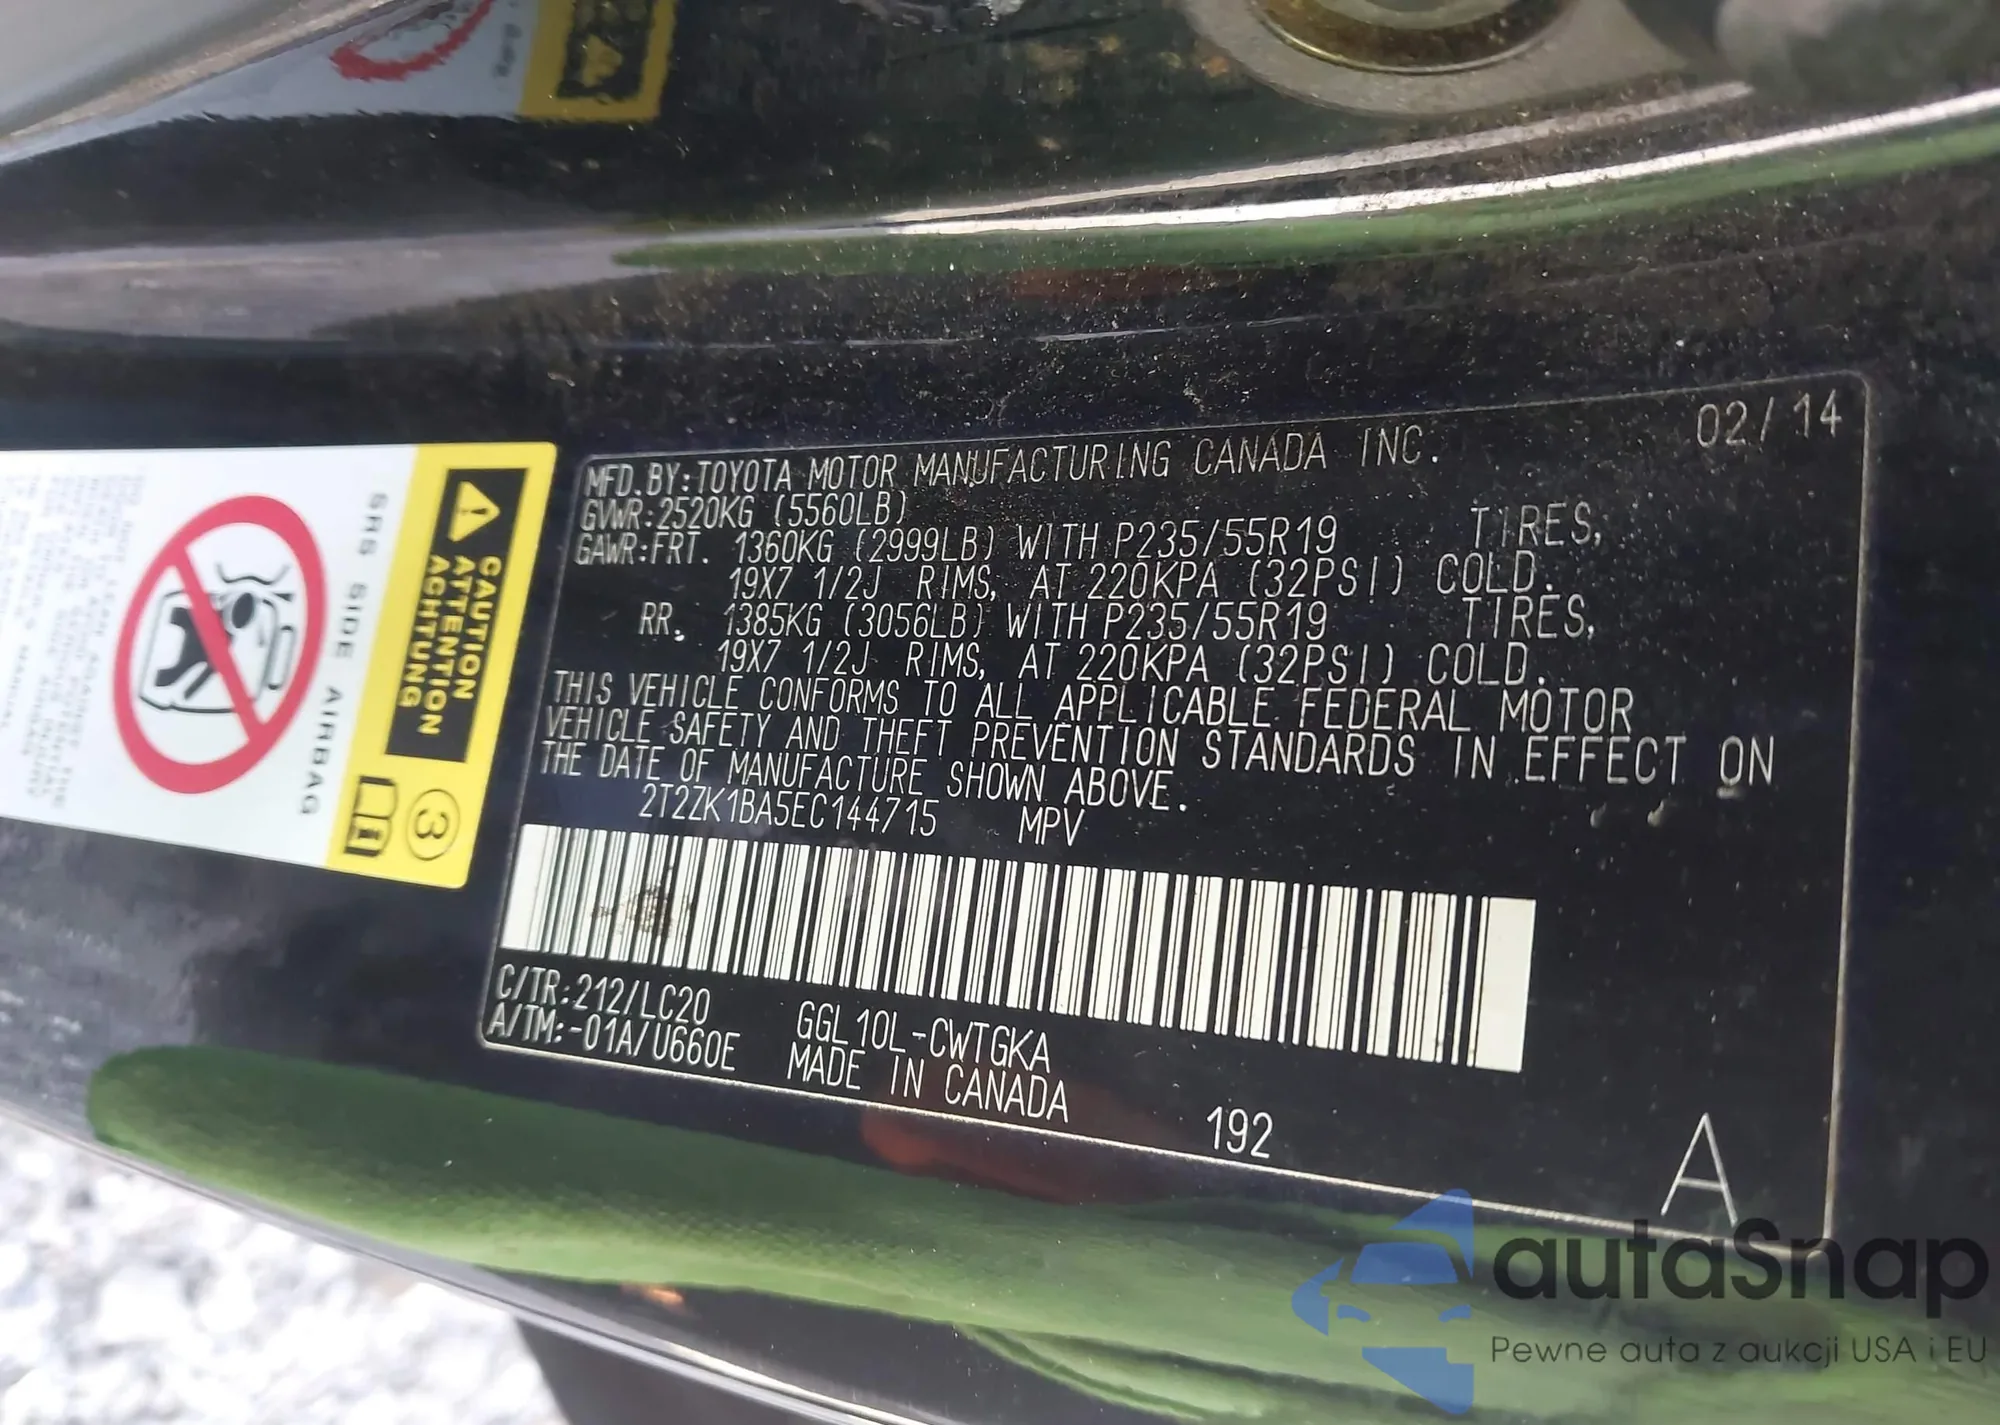 02/14
MFD.BY:TOYOTA MOTOR MANUFACTURING CANADA INC.
GVWR:2520KG (5560LB)
GAWR:FRT. 1360KG (2999LB) WITH P235/55R19 TIRES,
19X7 1/2J RIMS, AT 220KPA (32PSI) COLD.
RR. 1385KG (3056LB) WITH P235/55R19 TIRES,
19X7 1/2J RIMS, AT 220KPA (32PSI) COLD.
THIS VEHICLE CONFORMS TO ALL APPLICABLE FEDERAL MOTOR
VEHICLE SAFETY AND THEFT PREVENTION STANDARDS IN EFFECT ON
THE DATE OF MANUFACTURE SHOWN ABOVE.
2T2ZK1BA5EC144715 MPV
C/TR:212/LC20 GGL10L-CWTGKA
A/TM:-01A/U660E MADE IN CANADA
192
A
CAUTION
ATTENTION
ACHTUNG
3
SRS SIDE AIRBAG
autaSnap
Pewne auta z aukcji USA i EU